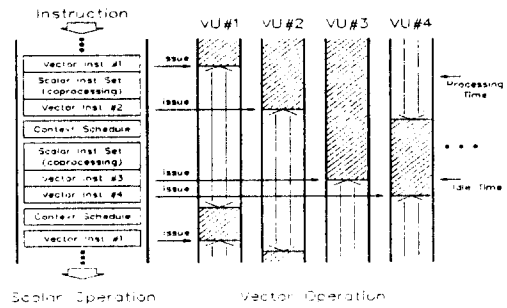 Instruction
VU#1 VU#2 VU#3 VU#4
Vector Inst #1
issue
Scalar Inst Set
(coprocessing)
Processing
Time
Vector Inst #2
issue
Context Schedule
Scalar Inst Set
(coprocessing)
Vector Inst #3
issue
Idle Time
Vector Inst #4
issue
Context Schedule
Vector Inst #1
issue
Scalar Operation
Vector Operation